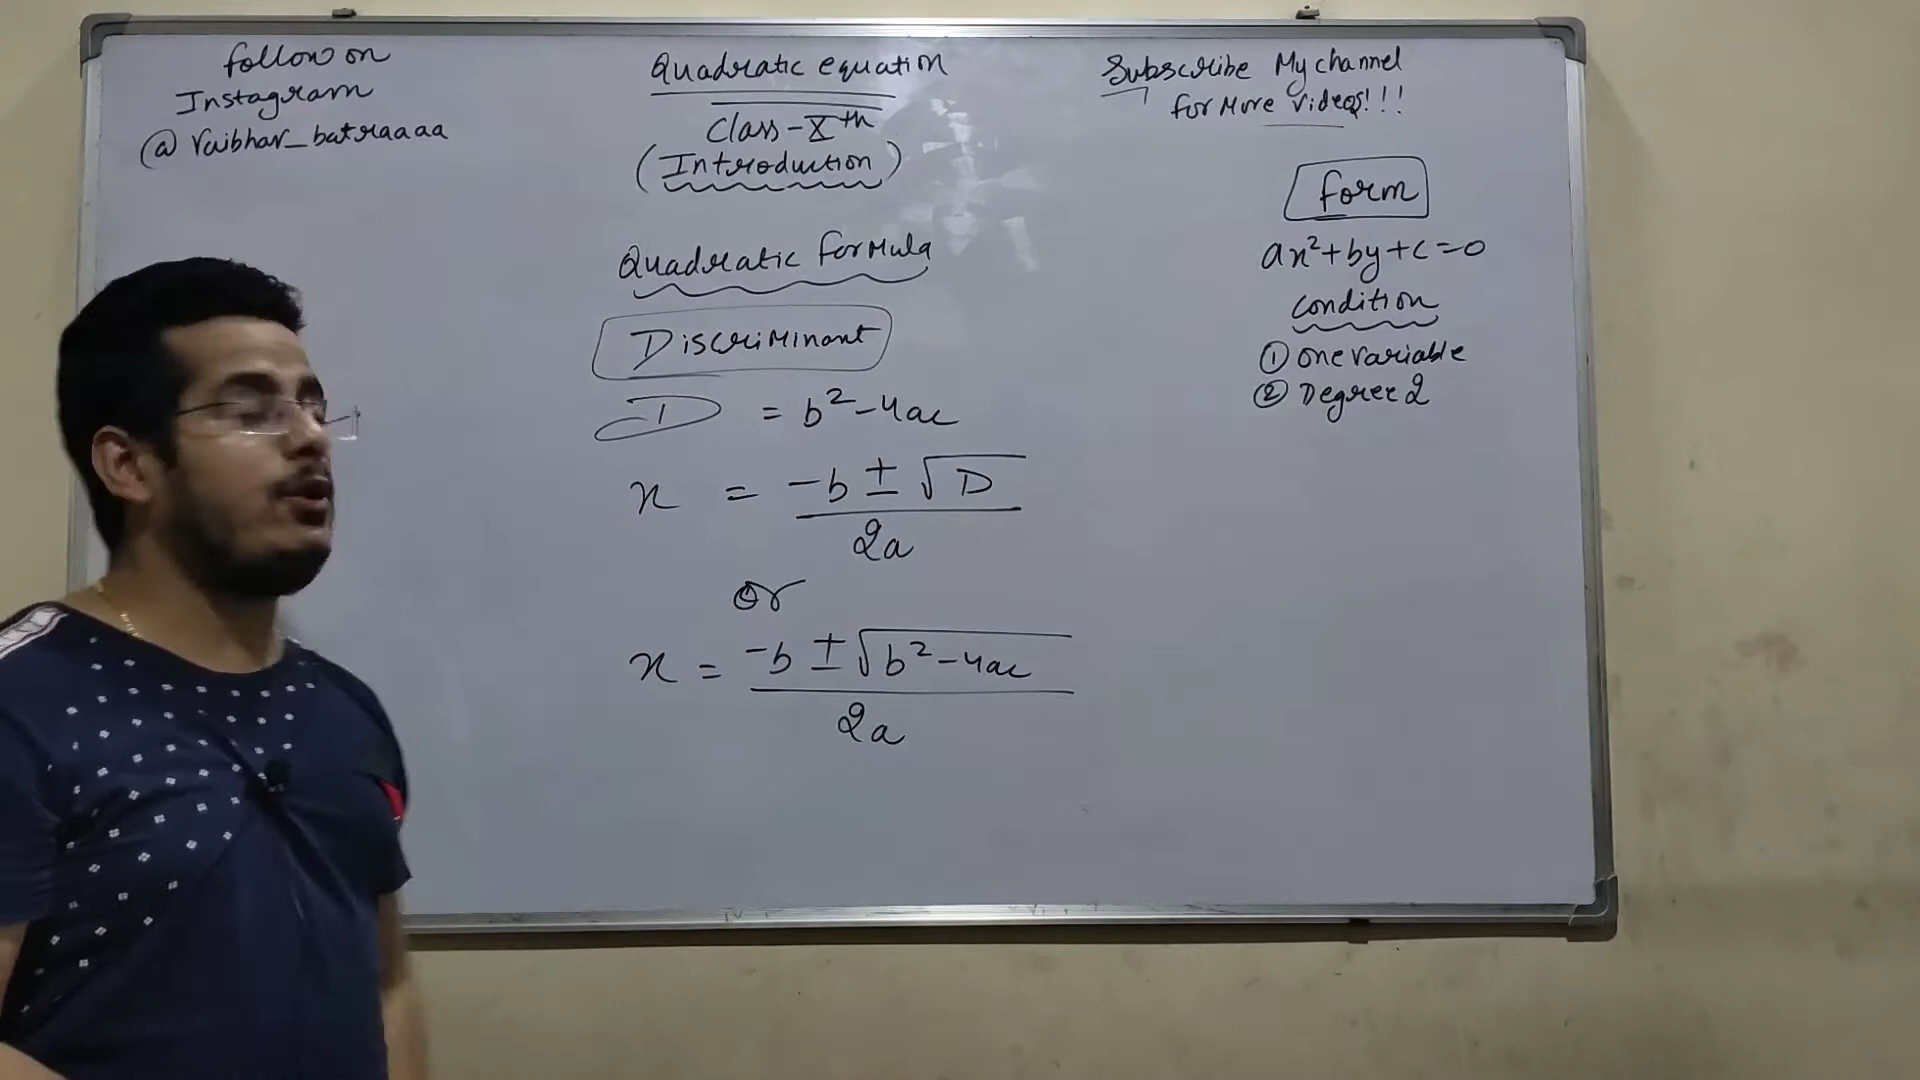 Follow on
Instagram
@ vaibhav_batraaaa
Quadratic equation
Class-Xth
(Introduction)
Subscribe My channel
for More videos!!!
Quadratic formula
Discriminant
D = b²-4ac
x = -b ± √D
2a
or
x = -b ± √b²-4ac
2a
Form
ax²+by+c=0
condition
① one variable
② Degree 2